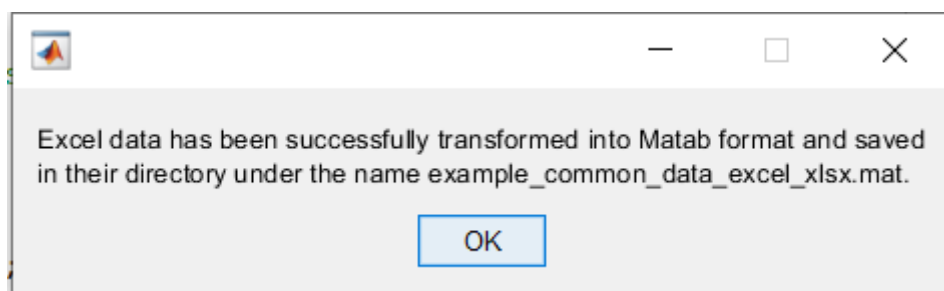 Excel data has been successfully transformed into Matab format and saved
in their directory under the name example_common_data_excel_xlsx.mat.
OK